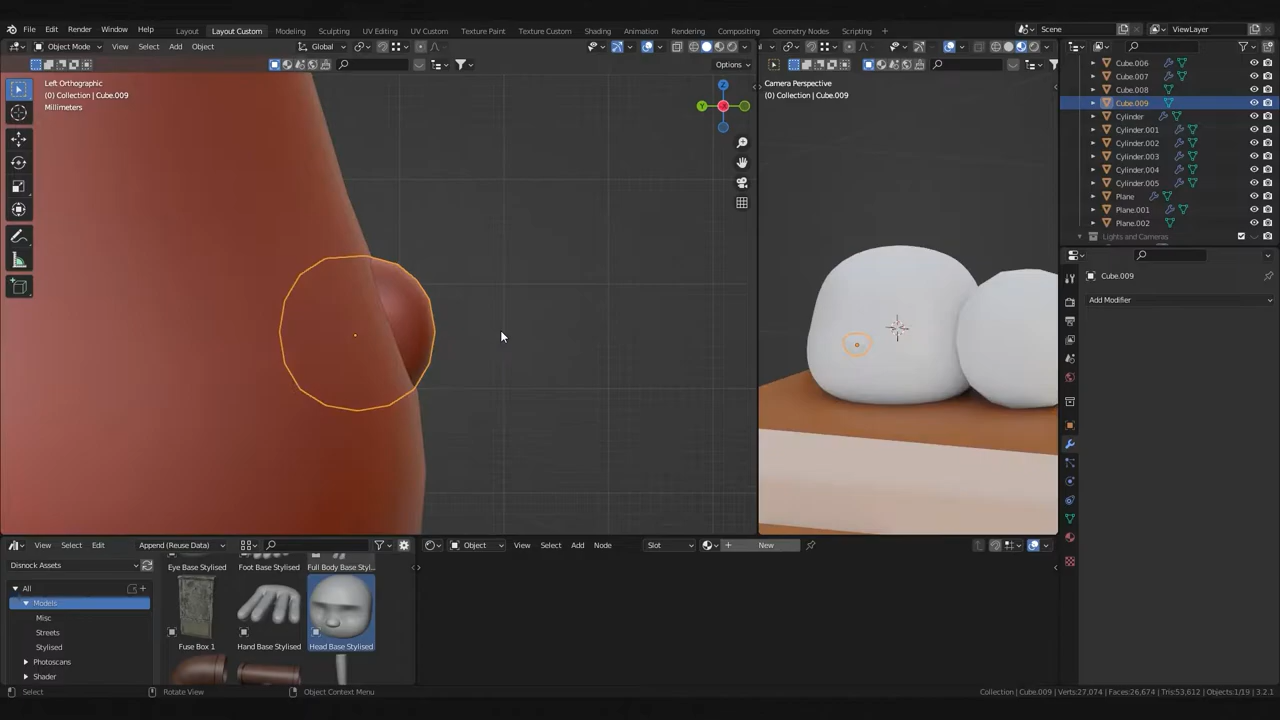 File Edit Render Window Help Layout Layout Custom Modeling Sculpting UV Editing UV Custom Texture Paint Texture Custom Shading Animation Rendering Compositing Geometry Nodes Scripting + Scene ViewLayer
Object Mode View Select Add Object Global
Options
Left Orthographic
(0) Collection | Cube.009
Millimeters
Z
Y
Camera Perspective
(0) Collection | Cube.009
Cube.006
Cube.007
Cube.008
Cube.009
Cylinder
Cylinder.001
Cylinder.002
Cylinder.003
Cylinder.004
Cylinder.005
Plane
Plane.001
Plane.002
Lights and Cameras
Cube.009
Add Modifier
View Select Edit Append (Reuse Data)
Object View Select Add Node Slot New
Disnock Assets
All
Models
Misc
Streets
Stylised
Photoscans
Shader
Eye Base Stylised Foot Base Stylised Full Body Base Styl...
Fuse Box 1 Hand Base Stylised Head Base Stylised
Select Rotate View Object Context Menu
Collection | Cube.009 | Verts:27,074 | Faces:26,674 | Tris:53,612 | Objects:1/19 | 3.2.1